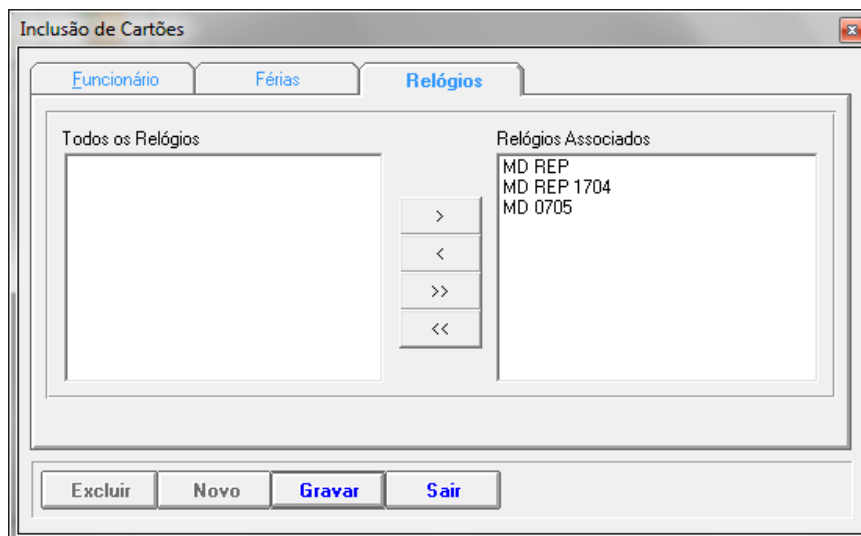 Inclusão de Cartões
Funcionário
Férias
Relógios
Todos os Relógios
Relógios Associados
MD REP
MD REP 1704
MD 0705
>
<
>>
<<
Excluir
Novo
Gravar
Sair